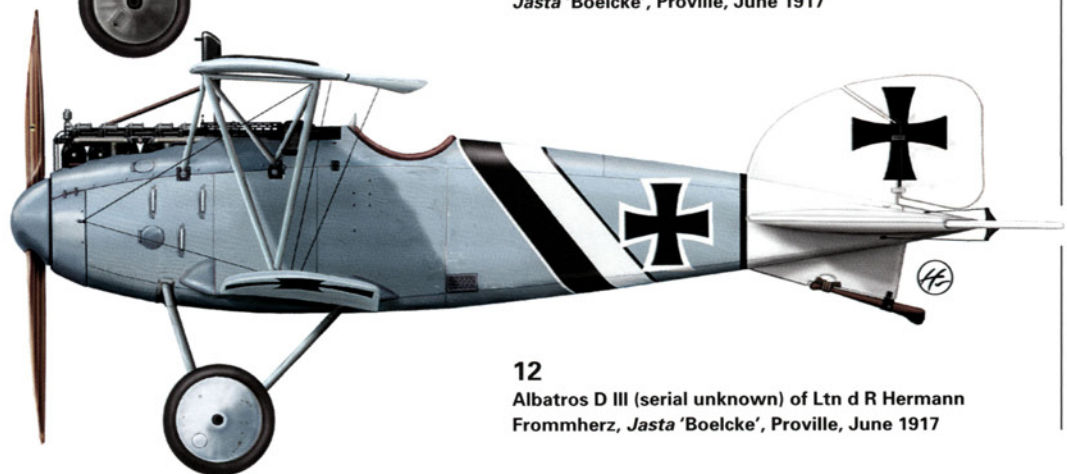 Jasta ‘Boelcke’, Proville, June 1917
12
Albatros D III (serial unknown) of Ltn d R Hermann
Frommherz, Jasta ‘Boelcke’, Proville, June 1917